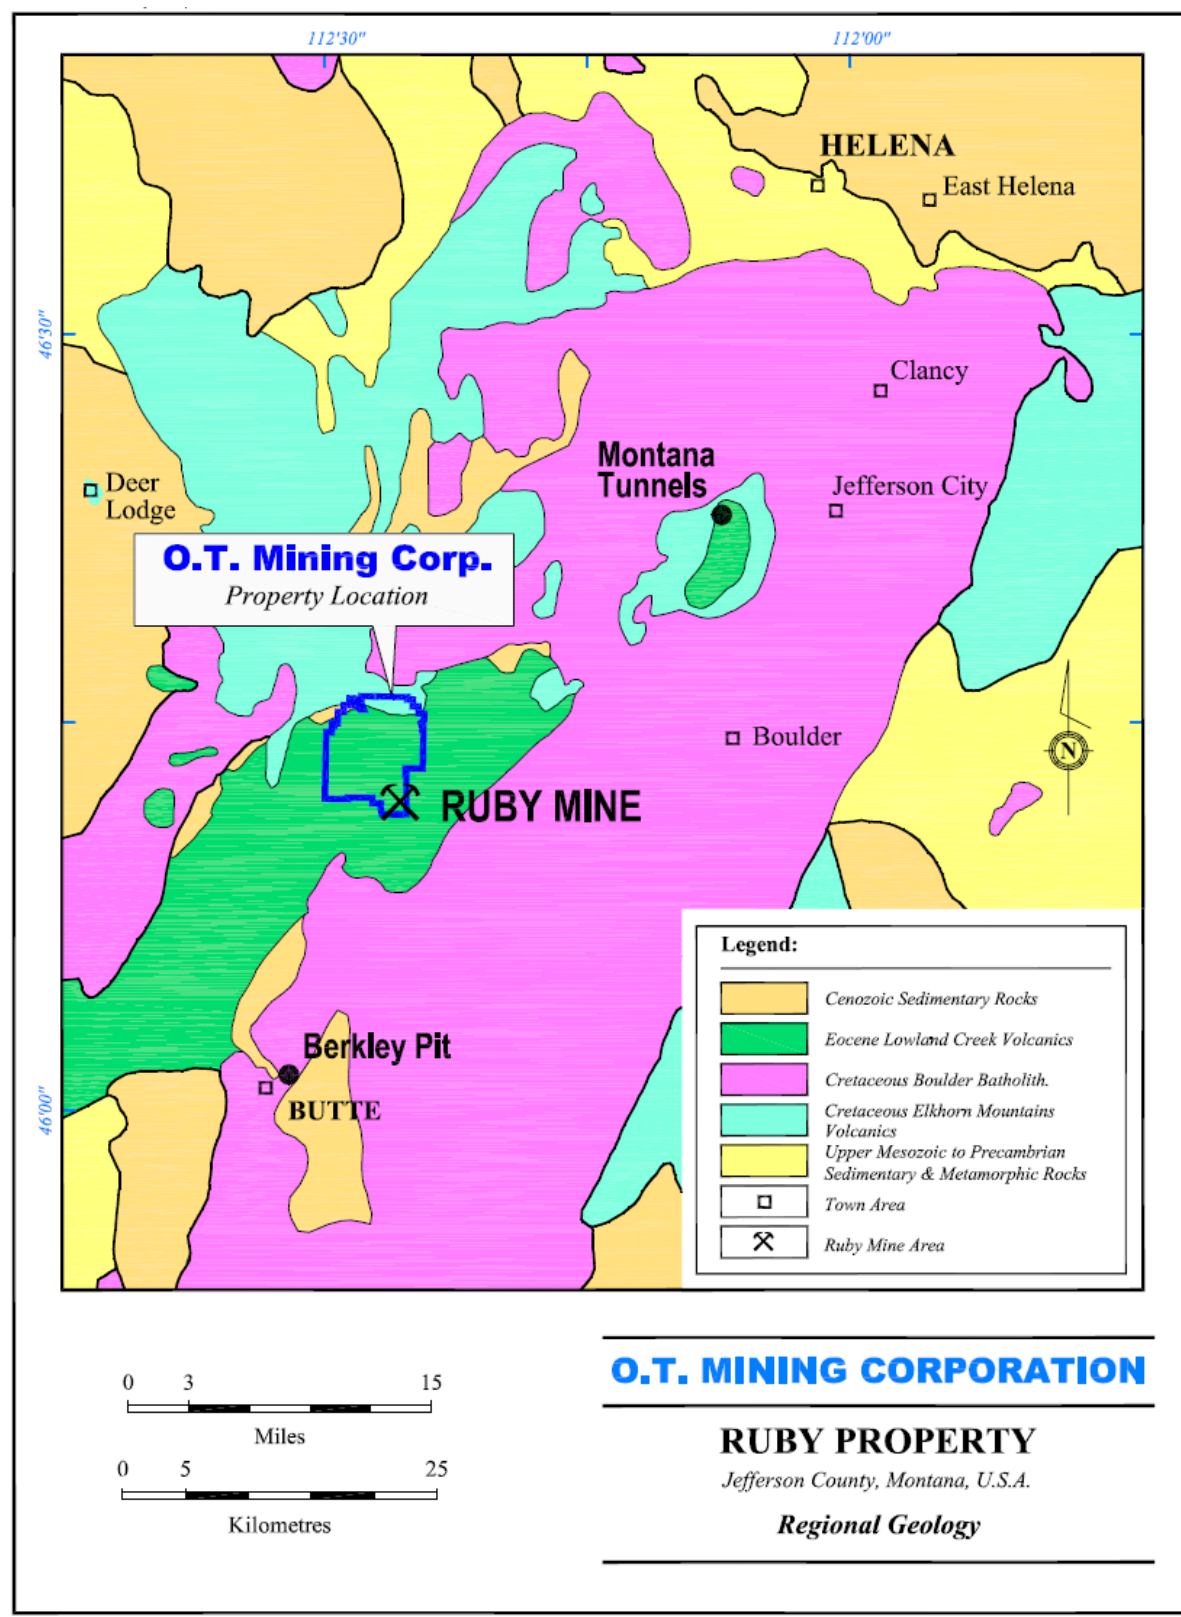 112'30"
112'00"
HELENA
East Helena
46'30"
Clancy
Montana
Tunnels
Jefferson City
Deer
Lodge
O.T. Mining Corp.
Property Location
Boulder
N
RUBY MINE
Legend:
Cenozoic Sedimentary Rocks
Eocene Lowland Creek Volcanics
Cretaceous Boulder Batholith.
Cretaceous Elkhorn Mountains
Volcanics
Upper Mesozoic to Precambrian
Sedimentary & Metamorphic Rocks
Town Area
Ruby Mine Area
Berkley Pit
BUTTE
46'00"
0 3 15
Miles
0 5 25
Kilometres
O.T. MINING CORPORATION
RUBY PROPERTY
Jefferson County, Montana, U.S.A.
Regional Geology